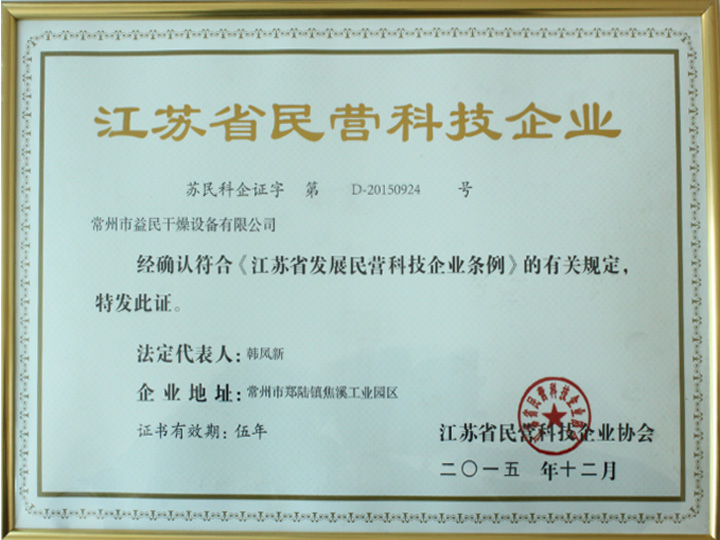 江苏省民营科技企业
苏民科企证字 第 D-20150924 号
常州市益民干燥设备有限公司
经确认符合《江苏省发展民营科技企业条例》的有关规定，
特发此证。
法定代表人：韩凤新
企业地址：常州市郑陆镇焦溪工业园区
证书有效期：伍年
江苏省民营科技企业协会
二〇一五 年十二月